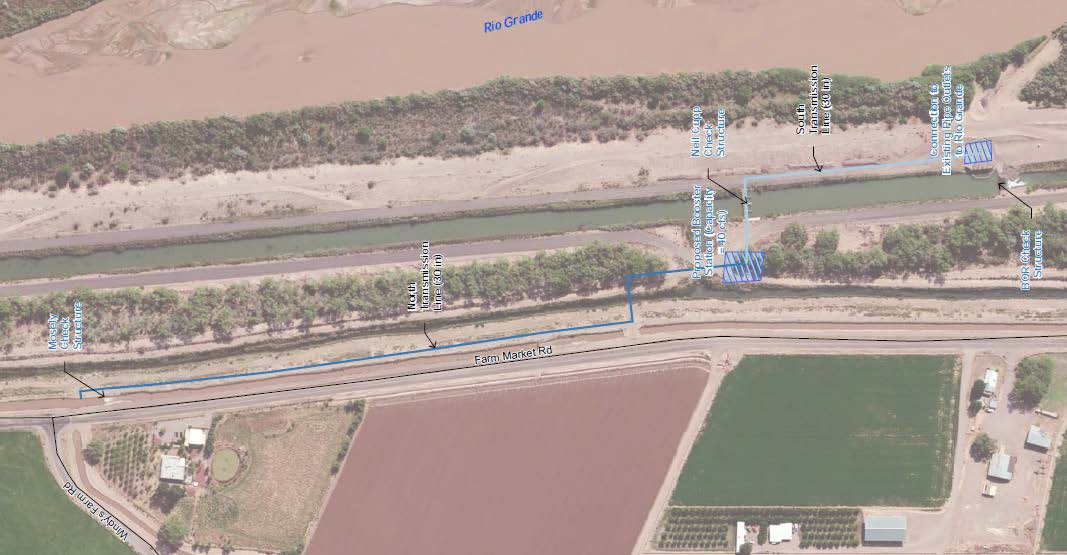 Rio Grande
South
Transmission
Line (30 in)
Connection to
Existing Pipe Outlets
to Rio Grande
Neil Cupp
Check
Structure
Proposed Booster
Station (Capacity
= 40 cfs)
BOR Check
Structure
North
Transmission
Line (30 in)
Mosely
Check
Structure
Farm Market Rd
Windy's Farm Rd